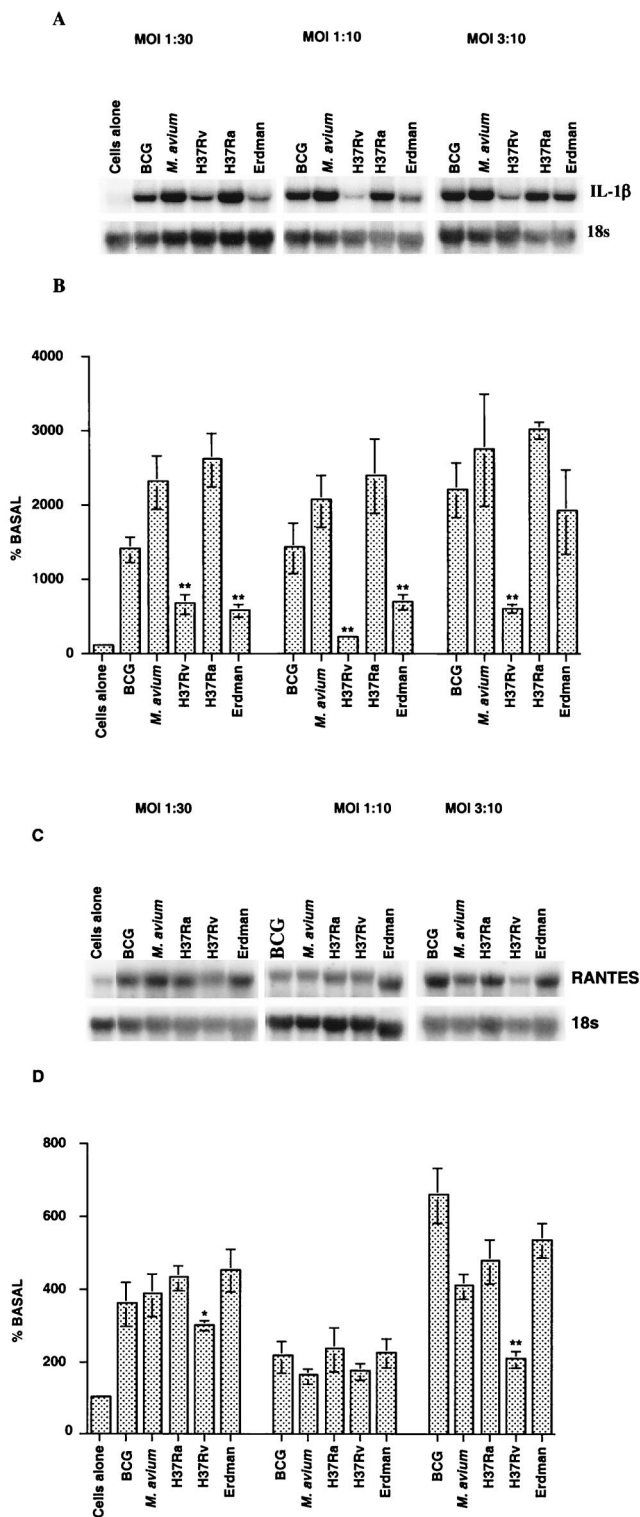 A
MOI 1:30 MOI 1:10 MOI 3:10
Cells alone BCG M. avium H37Rv H37Ra Erdman BCG M. avium H37Rv H37Ra Erdman BCG M. avium H37Rv H37Ra Erdman
IL-1β
18s
B
4000
3000
2000
1000
0
% BASAL
** ** ** ** **
Cells alone BCG M. avium H37Rv H37Ra Erdman BCG M. avium H37Rv H37Ra Erdman BCG M. avium H37Rv H37Ra Erdman
MOI 1:30 MOI 1:10 MOI 3:10
C
Cells alone BCG M. avium H37Ra H37Rv Erdman BCG M. avium H37Ra H37Rv Erdman BCG M. avium H37Ra H37Rv Erdman
RANTES
18s
D
800
600
400
200
0
% BASAL
* **
Cells alone BCG M. avium H37Ra H37Rv Erdman BCG M. avium H37Ra H37Rv Erdman BCG M. avium H37Ra H37Rv Erdman